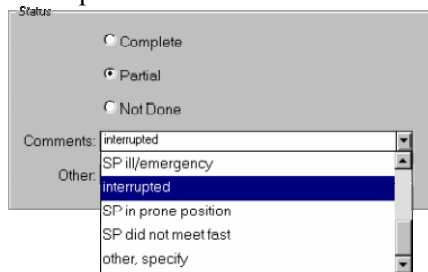 Status
Complete
Partial
Not Done
Comments: interrupted
SP ill/emergency
Other:
interrupted
SP in prone position
SP did not meet fast
other, specify